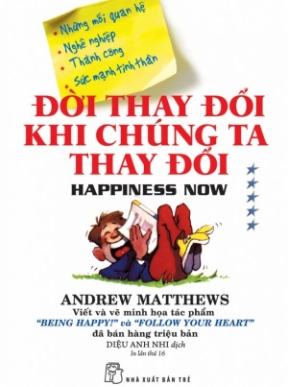 • Những mối quan hệ
• Nghề nghiệp
• Thành công
• Sức mạnh tinh thần
ĐỜI THAY ĐỔI
KHI CHÚNG TA
THAY ĐỔI
HAPPINESS NOW
ANDREW MATTHEWS
Viết và vẽ minh họa tác phẩm
“BEING HAPPY!” và “FOLLOW YOUR HEART”
đã bán hàng triệu bản
DIỆU ANH NHI dịch
In lần thứ 16
NHÀ XUẤT BẢN TRẺ